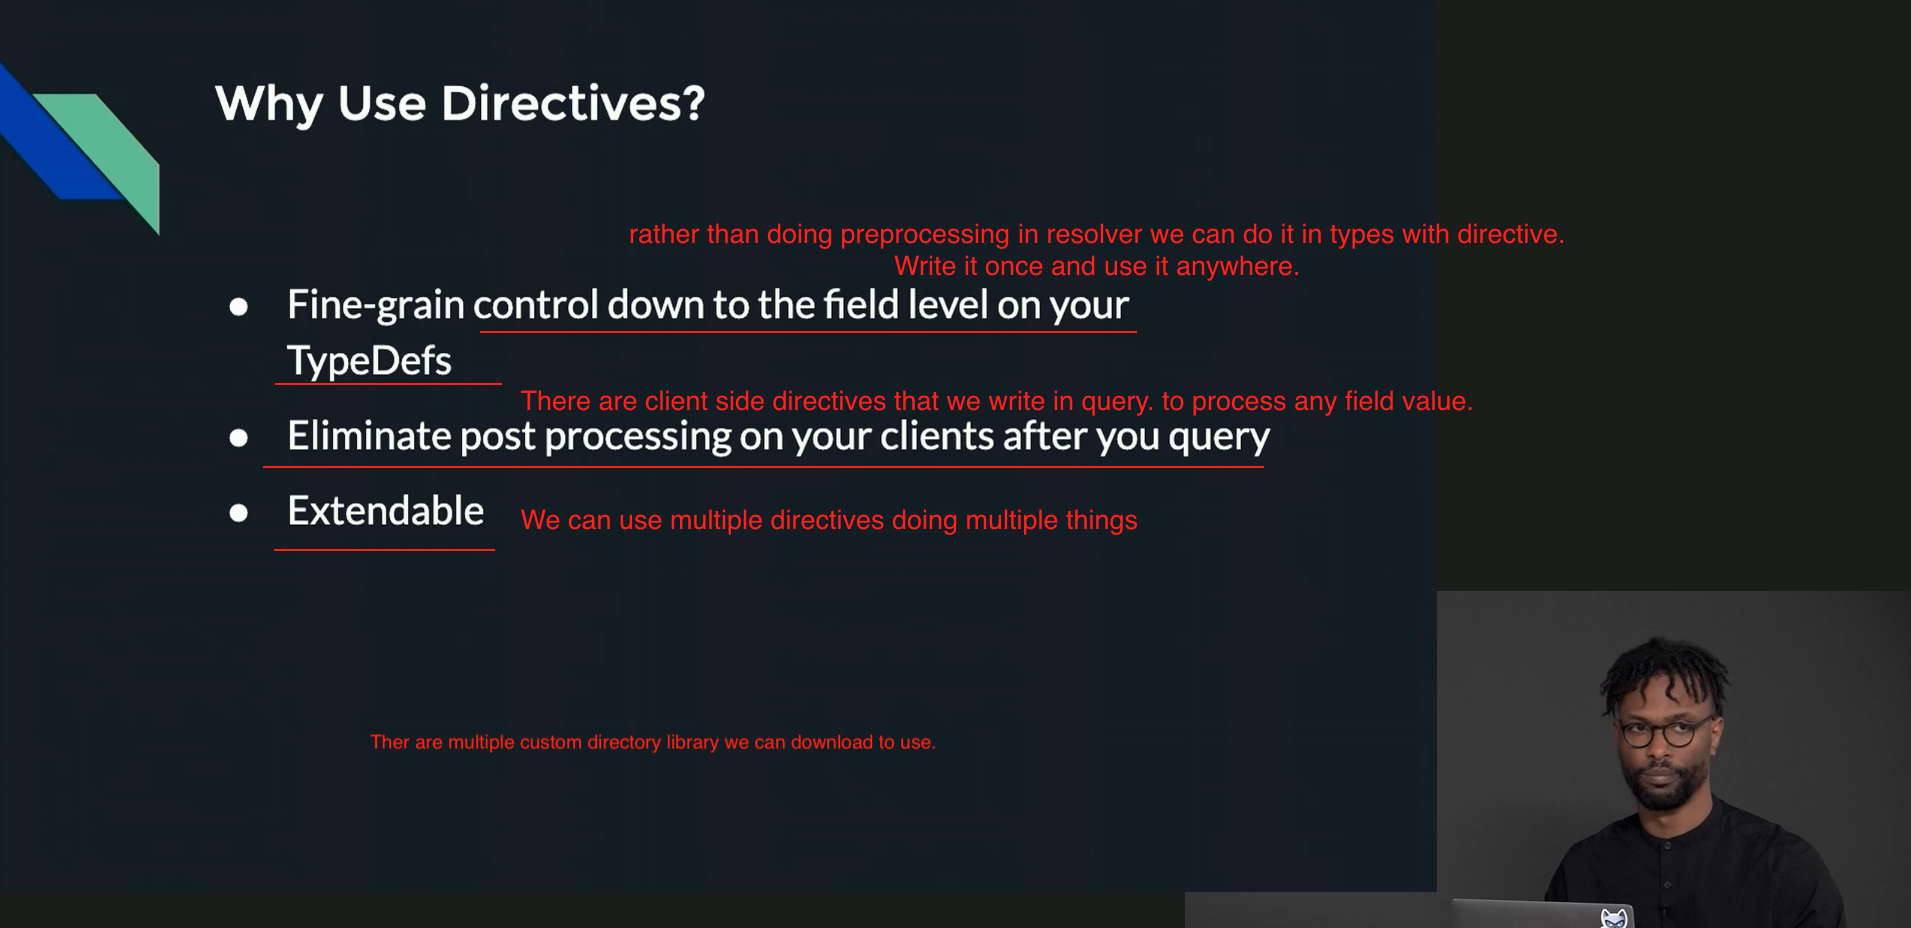 Why Use Directives?
rather than doing preprocessing in resolver we can do it in types with directive.
Write it once and use it anywhere.
● Fine-grain control down to the field level on your
TypeDefs
There are client side directives that we write in query. to process any field value.
● Eliminate post processing on your clients after you query
● Extendable
We can use multiple directives doing multiple things
Ther are multiple custom directory library we can download to use.